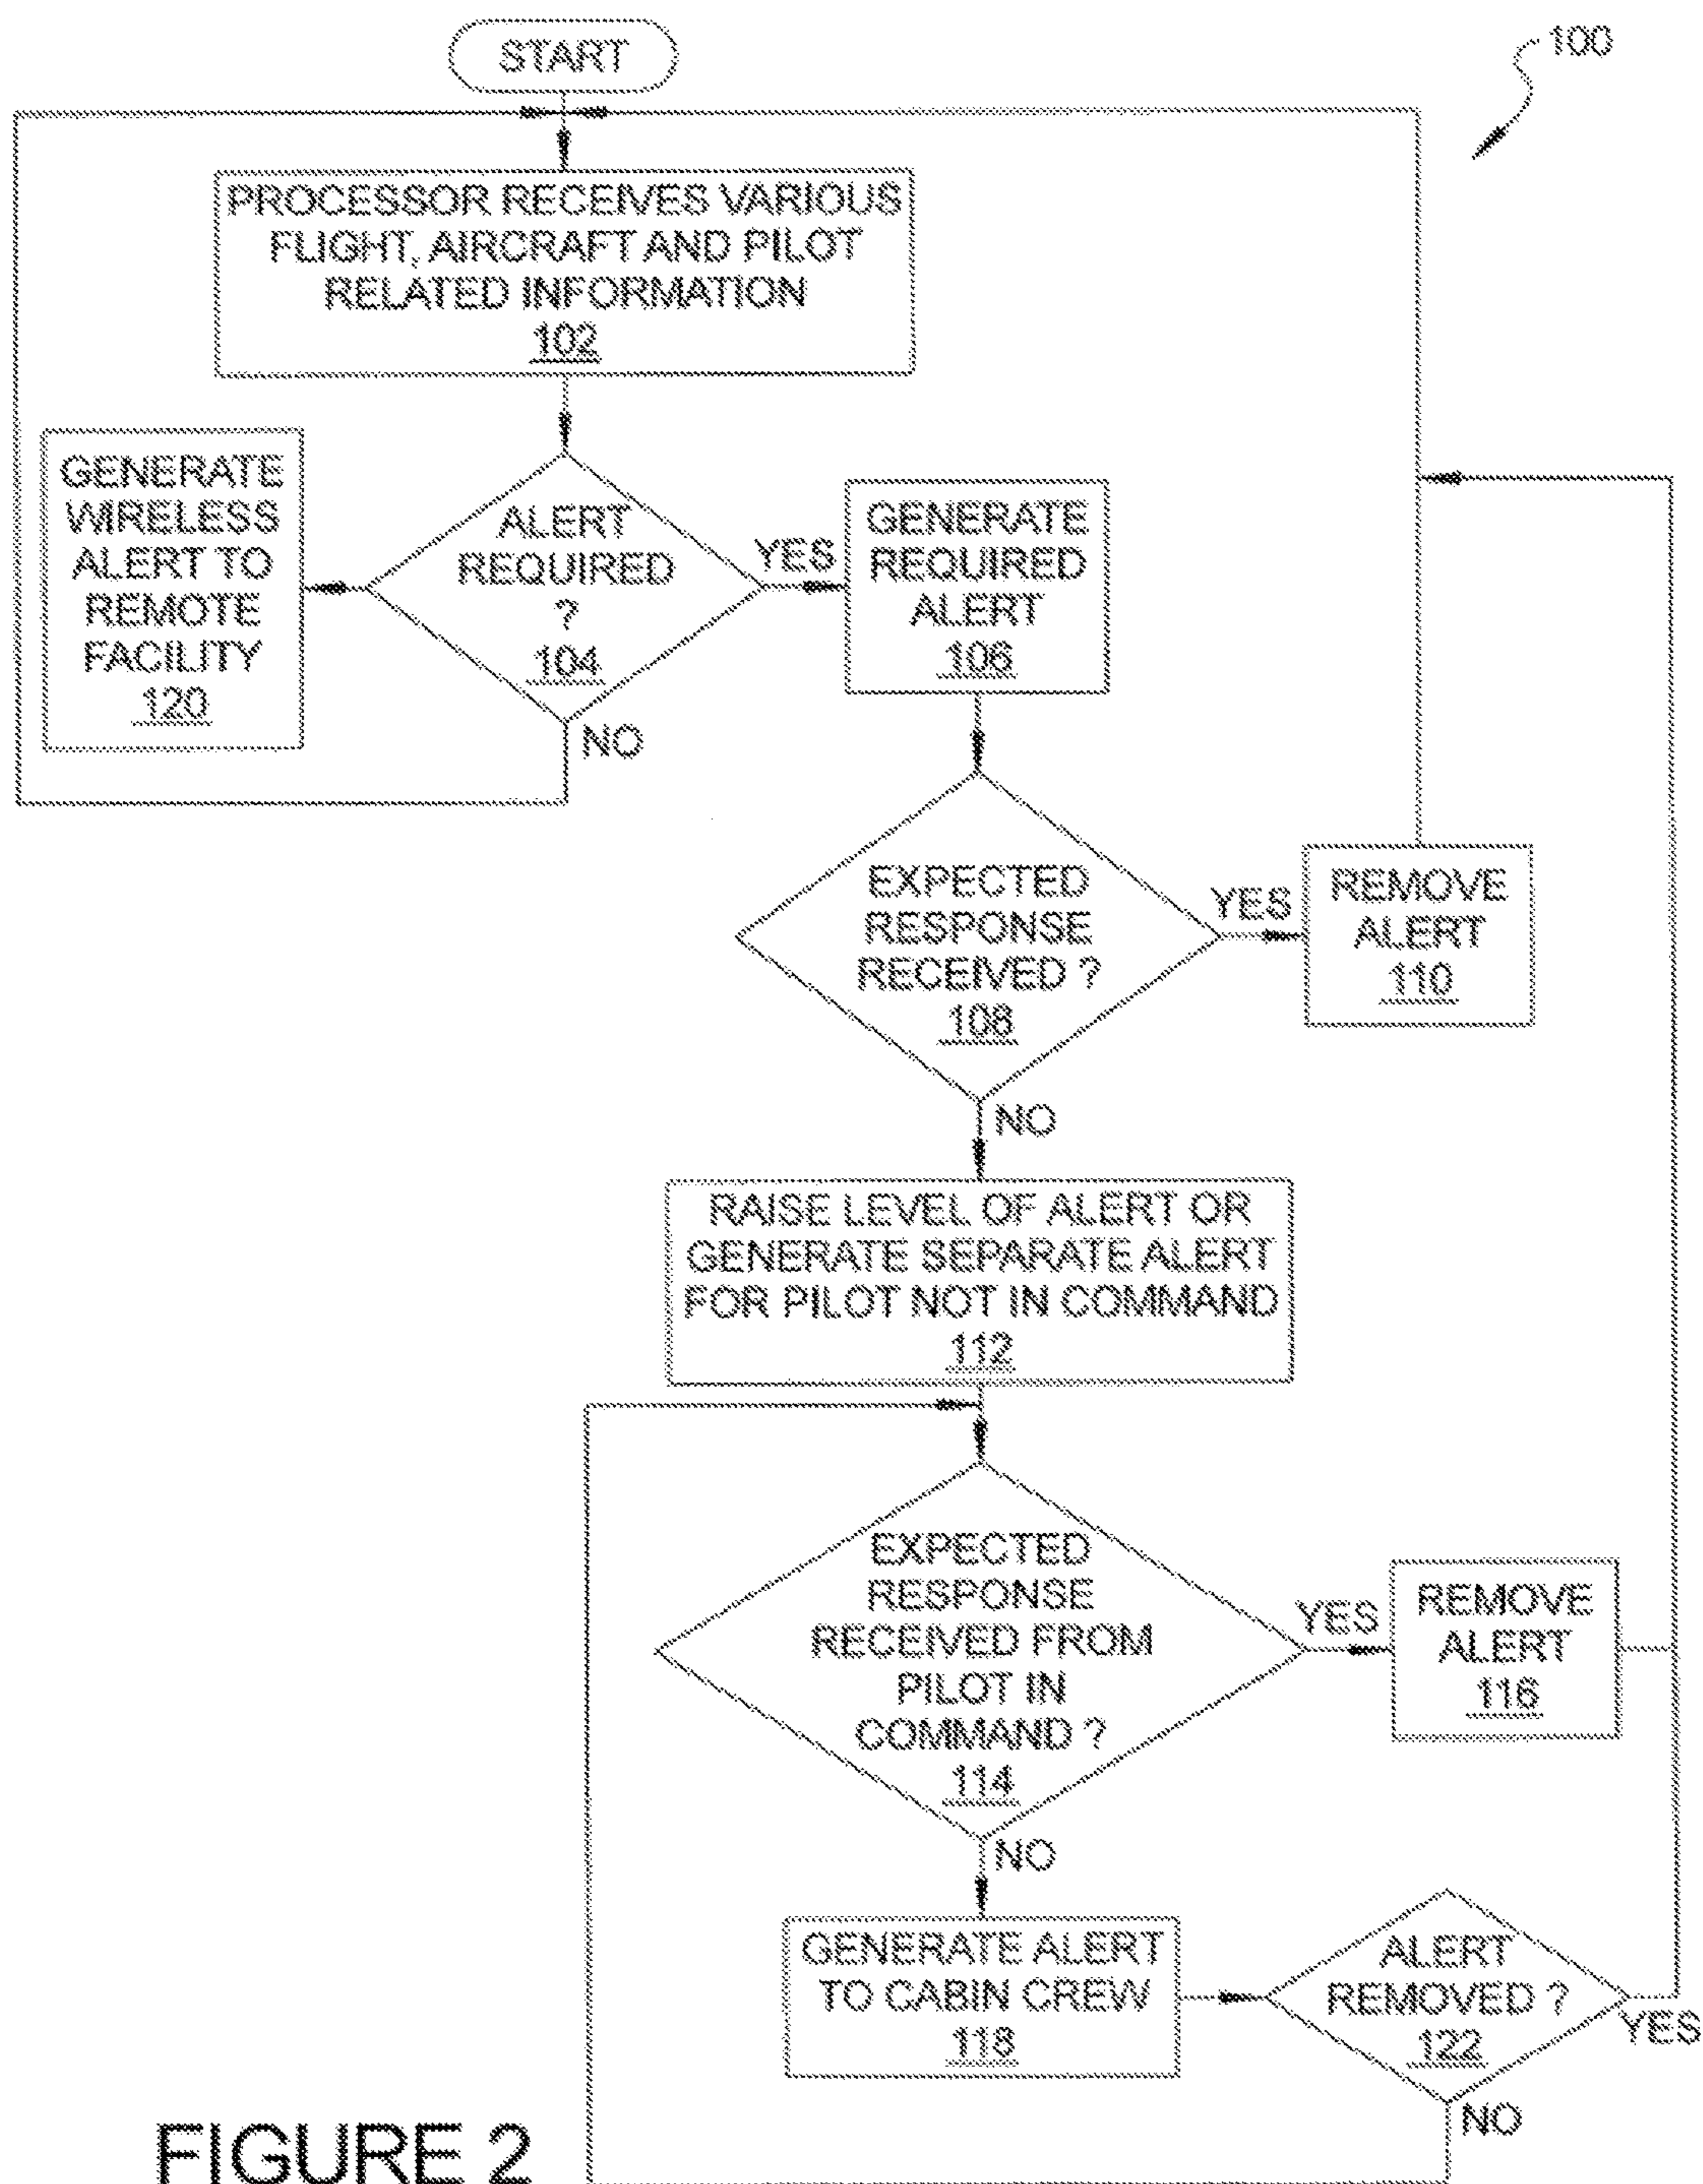 START
100
PROCESSOR RECEIVES VARIOUS
FLIGHT, AIRCRAFT AND PILOT
RELATED INFORMATION
102
GENERATE
WIRELESS
ALERT TO
REMOTE
FACILITY
120
ALERT
REQUIRED
?
104
YES
NO
GENERATE
REQUIRED
ALERT
106
EXPECTED
RESPONSE
RECEIVED ?
108
YES
REMOVE
ALERT
110
NO
RAISE LEVEL OF ALERT OR
GENERATE SEPARATE ALERT
FOR PILOT NOT IN COMMAND
112
EXPECTED
RESPONSE
RECEIVED FROM
PILOT IN
COMMAND ?
114
YES
REMOVE
ALERT
116
NO
GENERATE ALERT
TO CABIN CREW
118
ALERT
REMOVED ?
122
YES
NO
FIGURE 2